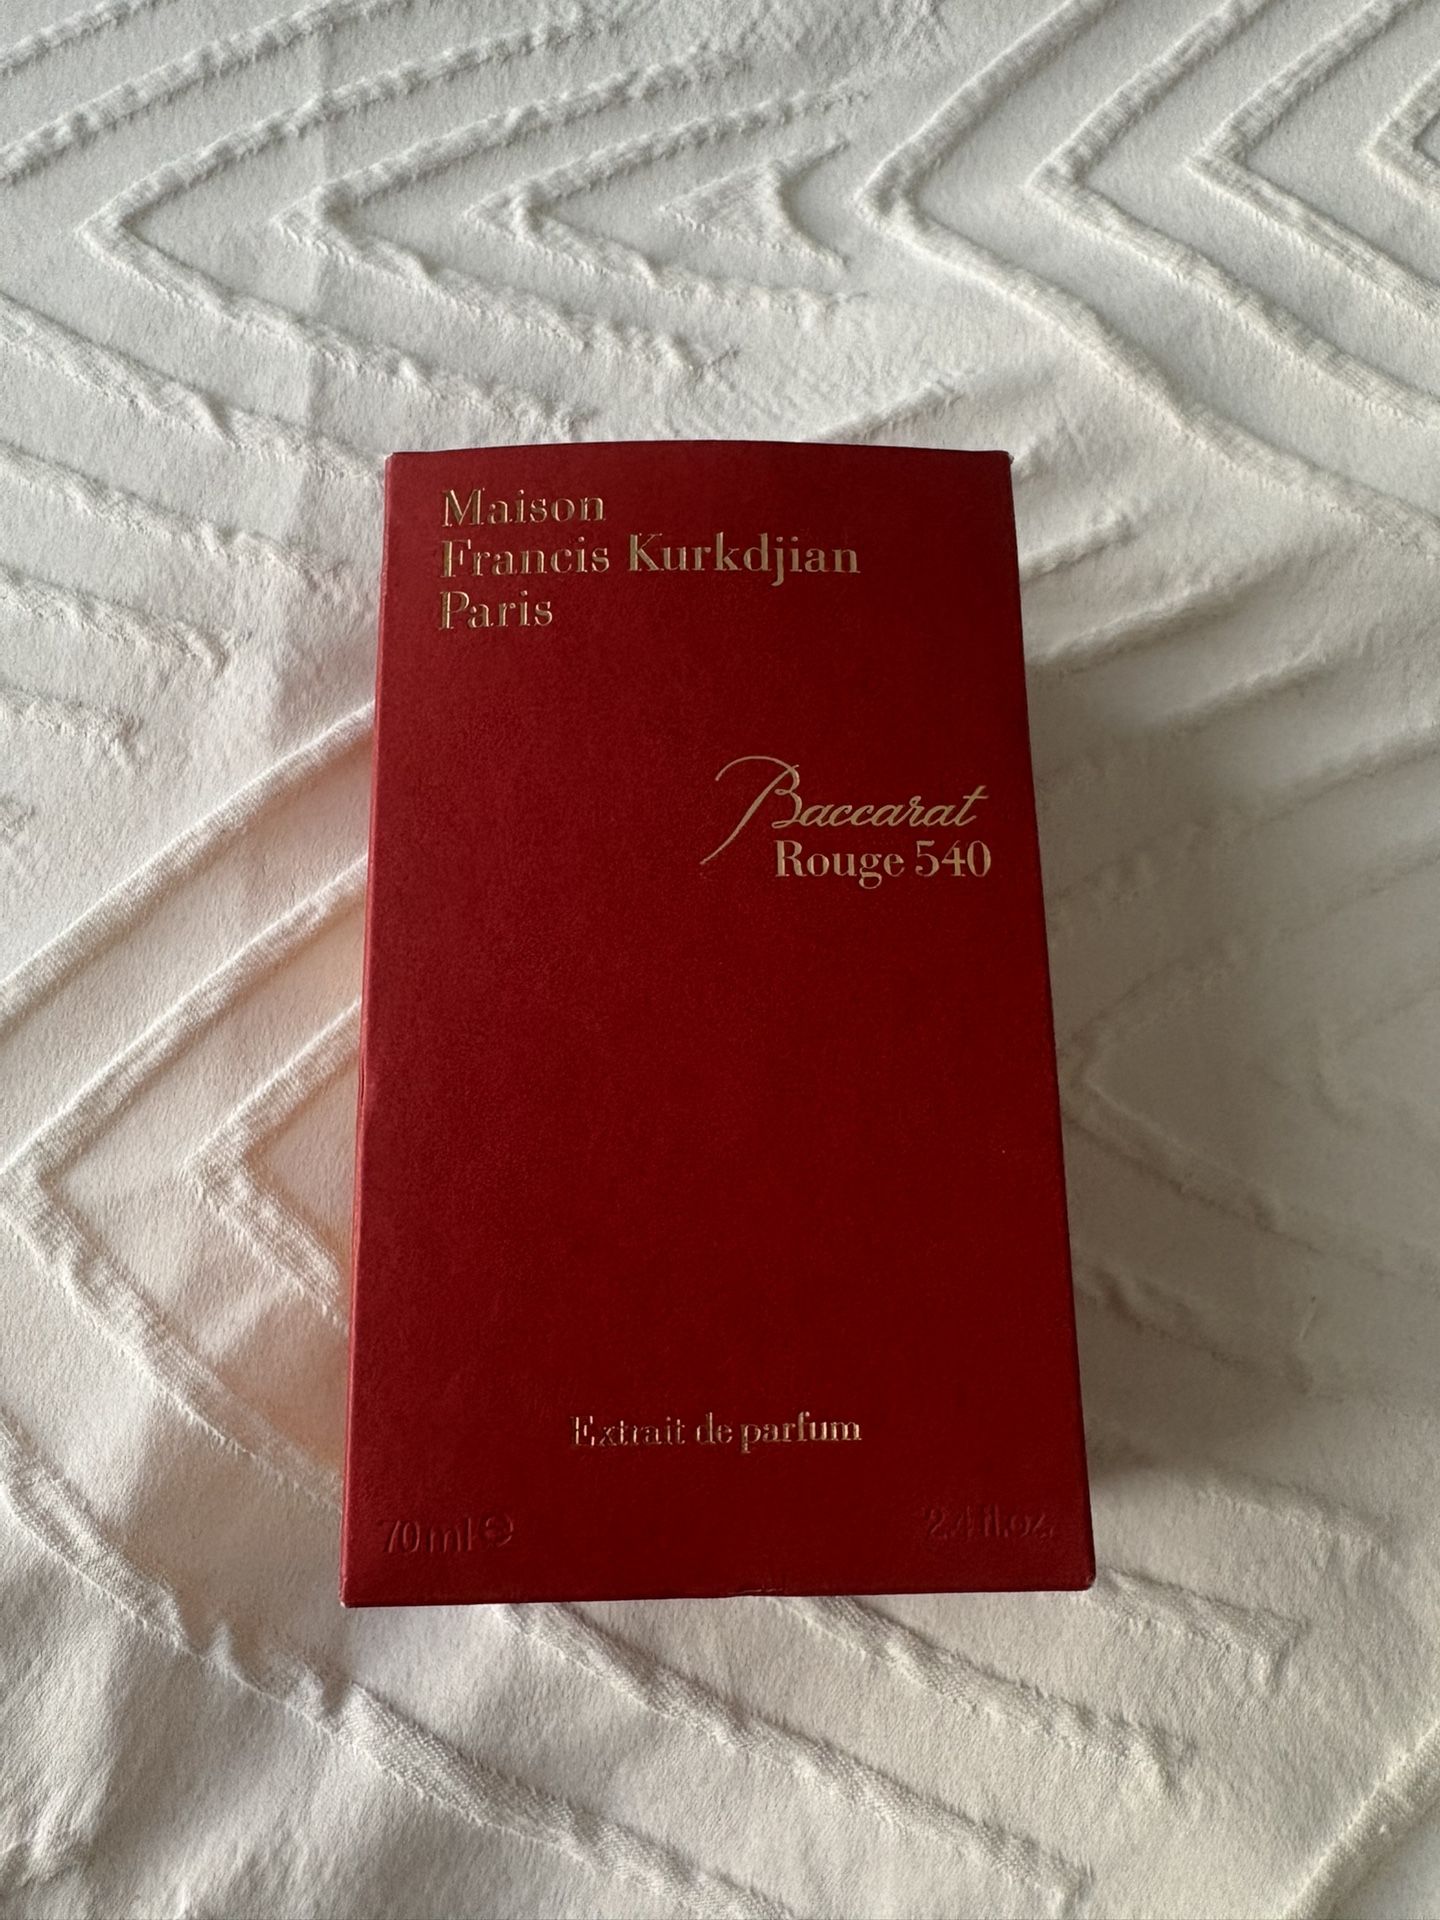 Maison
Francis Kurkdjian
Paris
Baccarat
Rouge 540
Extrait de parfum
70 ml ℮ 2.4 fl.oz.